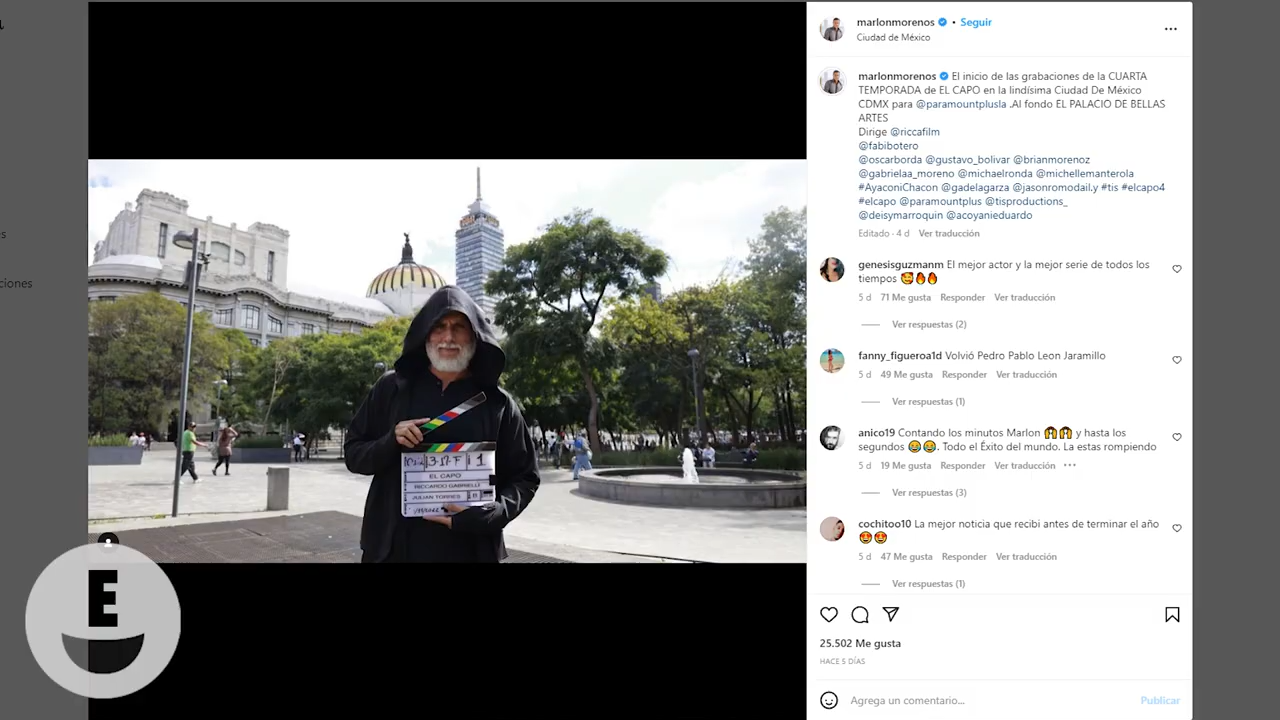 marlonmorenos • Seguir
Ciudad de México
marlonmorenos El inicio de las grabaciones de la CUARTA
TEMPORADA de EL CAPO en la lindísima Ciudad De México
CDMX para @paramountplusla .Al fondo EL PALACIO DE BELLAS
ARTES
Dirige @riccafilm
@fabibotero
@oscarborda @gustavo_bolivar @brianmorenoz
@gabrielaa_moreno @michaelronda @michellemanterola
#AyaconiChacon @gadelagarza @jasonromodail.y #tis #elcapo4
#elcapo @paramountplus @tisproductions_
@deisymarroquin @acoyanieduardo
Editado · 4 d Ver traducción
genesisguzmanm El mejor actor y la mejor serie de todos los
tiempos 🥰🔥🔥
5 d 71 Me gusta Responder Ver traducción
Ver respuestas (2)
fanny_figueroa1d Volvió Pedro Pablo Leon Jaramillo
5 d 49 Me gusta Responder Ver traducción
Ver respuestas (1)
anico19 Contando los minutos Marlon 🙈🙈 y hasta los
segundos 😂😂. Todo el Éxito del mundo. La estas rompiendo
5 d 19 Me gusta Responder Ver traducción •••
Ver respuestas (3)
cochitoo10 La mejor noticia que recibi antes de terminar el año
😍😍
5 d 47 Me gusta Responder Ver traducción
Ver respuestas (1)
25.502 Me gusta
HACE 5 DÍAS
Agrega un comentario...
Publicar
1
EL CAPO
RICCARDO GABRIELLI
JULIAN TORRES
E
ciones